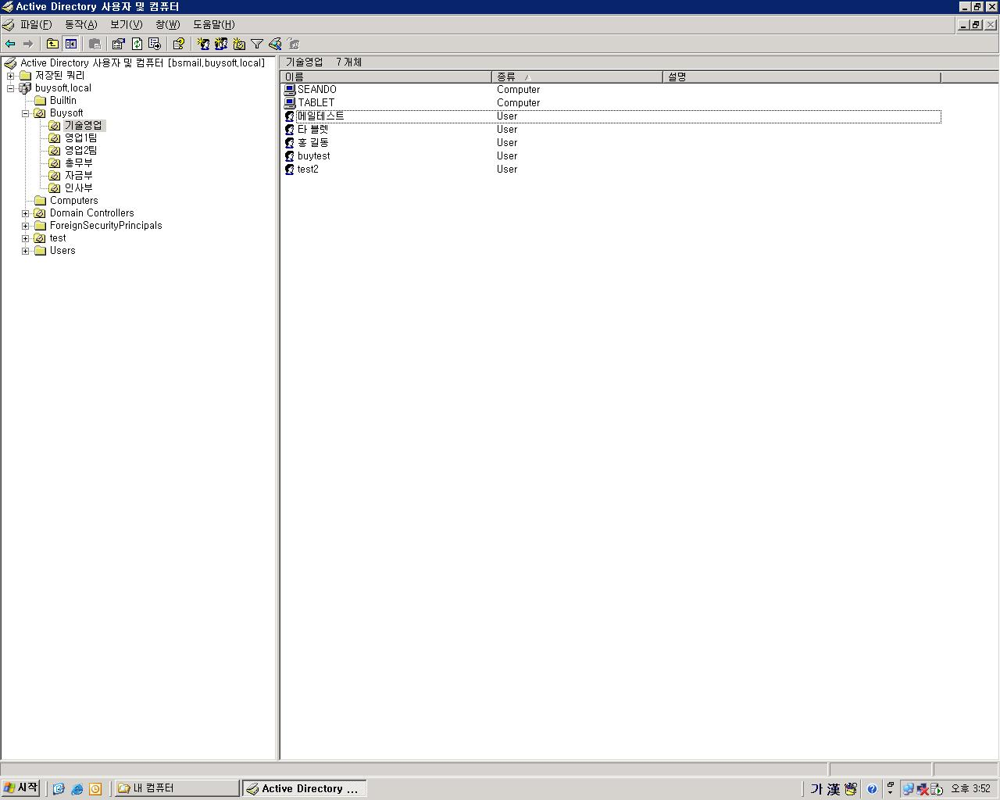 Active Directory 사용자 및 컴퓨터
파일(F) 동작(A) 보기(V) 창(W) 도움말(H)
Active Directory 사용자 및 컴퓨터 [bsmail.buysoft.local]
저장된 쿼리
buysoft.local
Builtin
Buysoft
기술영업
영업1팀
영업2팀
총무부
자금부
인사부
Computers
Domain Controllers
ForeignSecurityPrincipals
test
Users
기술영업 7 개체
이름 종류 설명
SEANDO Computer
TABLET Computer
메일테스트 User
타 블렛 User
홍 길동 User
buytest User
test2 User
시작 내 컴퓨터 Active Directory ... 가 漢 오후 3:52